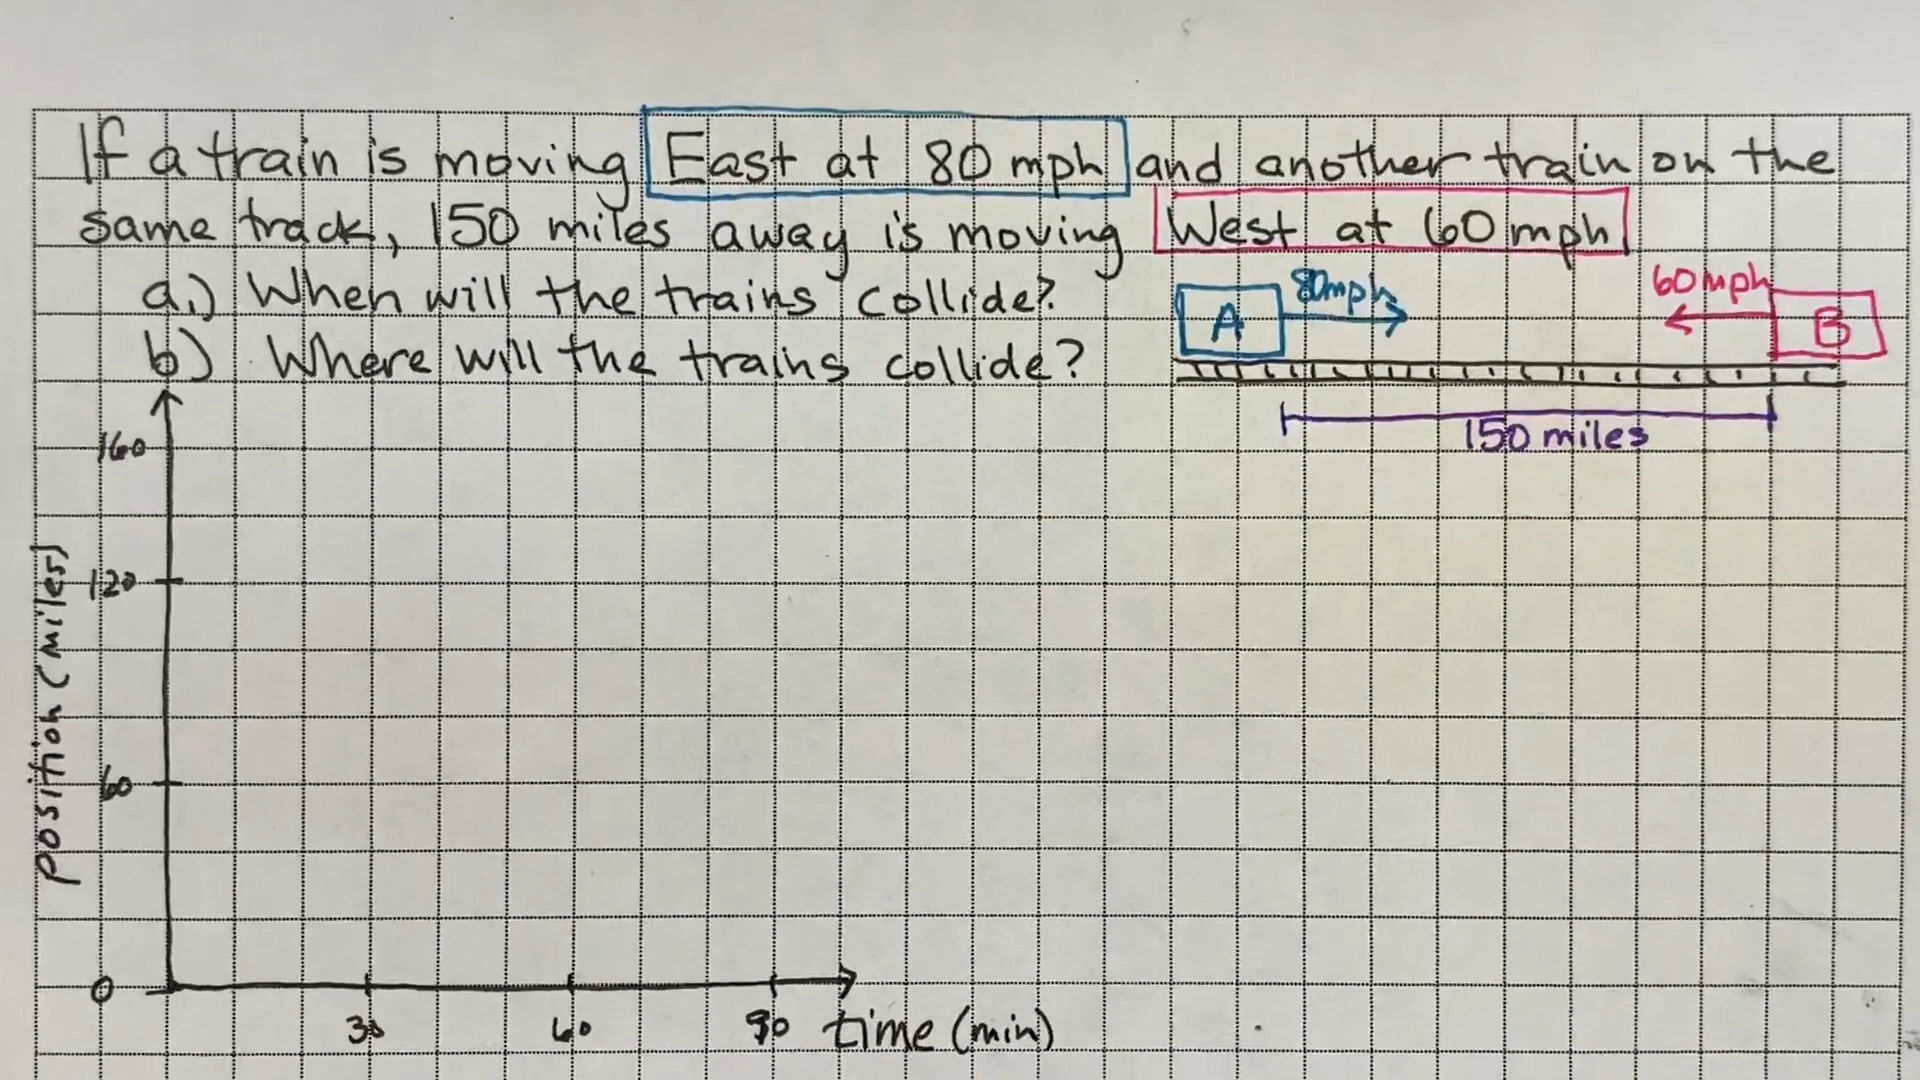 If a train is moving East at 80 mph and another train on the
same track, 150 miles away is moving West at 60 mph
a.) When will the trains collide?
b) Where will the trains collide?
80mph
60mph
A
B
150 miles
160
120
60
0
position (miles)
30 60 90 time (min)